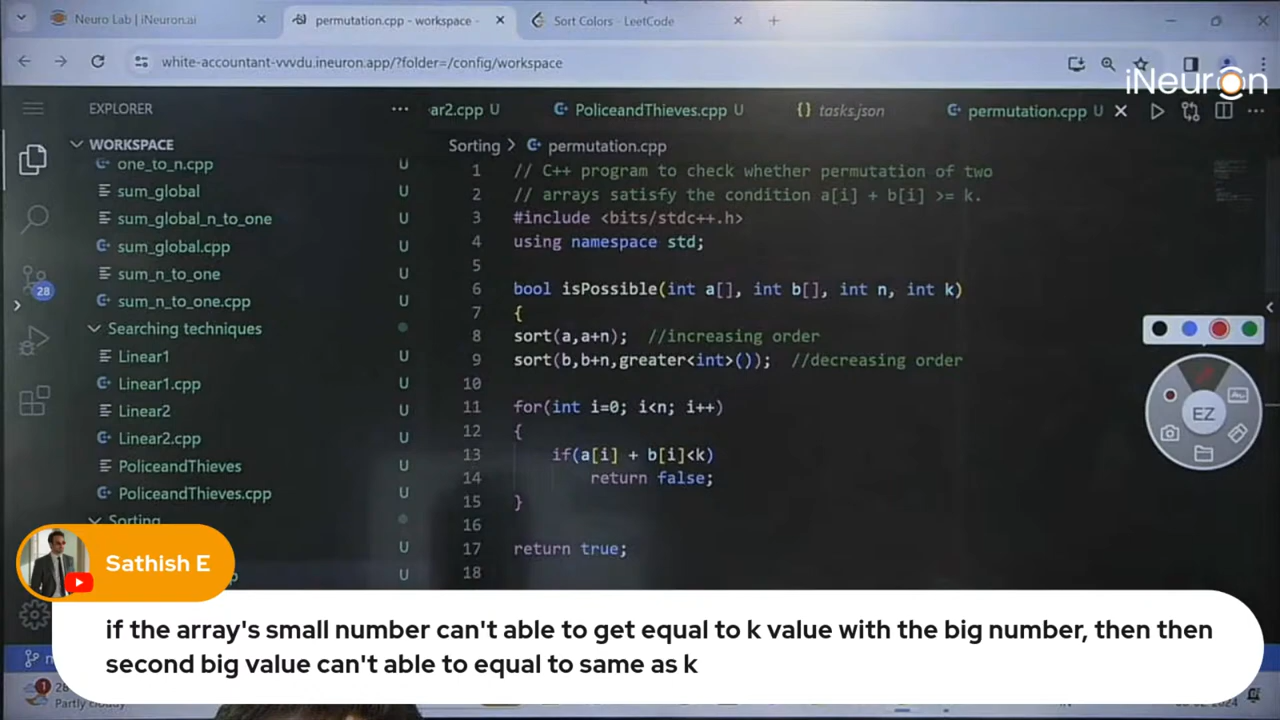 Neuro Lab | iNeuron.ai
permutation.cpp - workspace -
Sort Colors - LeetCode
white-accountant-vvvdu.ineuron.app/?folder=/config/workspace
iNeuron
EXPLORER
ar2.cpp U
PoliceandThieves.cpp U
{} tasks.json
permutation.cpp U
WORKSPACE
one_to_n.cpp U
sum_global U
sum_global_n_to_one U
sum_global.cpp U
sum_n_to_one U
sum_n_to_one.cpp U
Searching techniques
Linear1 U
Linear1.cpp U
Linear2 U
Linear2.cpp U
PoliceandThieves U
PoliceandThieves.cpp U
Sorting
U
U
28
Sorting > permutation.cpp
1 // C++ program to check whether permutation of two
2 // arrays satisfy the condition a[i] + b[i] >= k.
3 #include <bits/stdc++.h>
4 using namespace std;
5
6 bool isPossible(int a[], int b[], int n, int k)
7 {
8 sort(a,a+n); //increasing order
9 sort(b,b+n,greater<int>()); //decreasing order
10
11 for(int i=0; i<n; i++)
12 {
13 if(a[i] + b[i]<k)
14 return false;
15 }
16
17 return true;
18
EZ
Sathish E
if the array's small number can't able to get equal to k value with the big number, then then
second big value can't able to equal to same as k
1
28
Partly cloudy